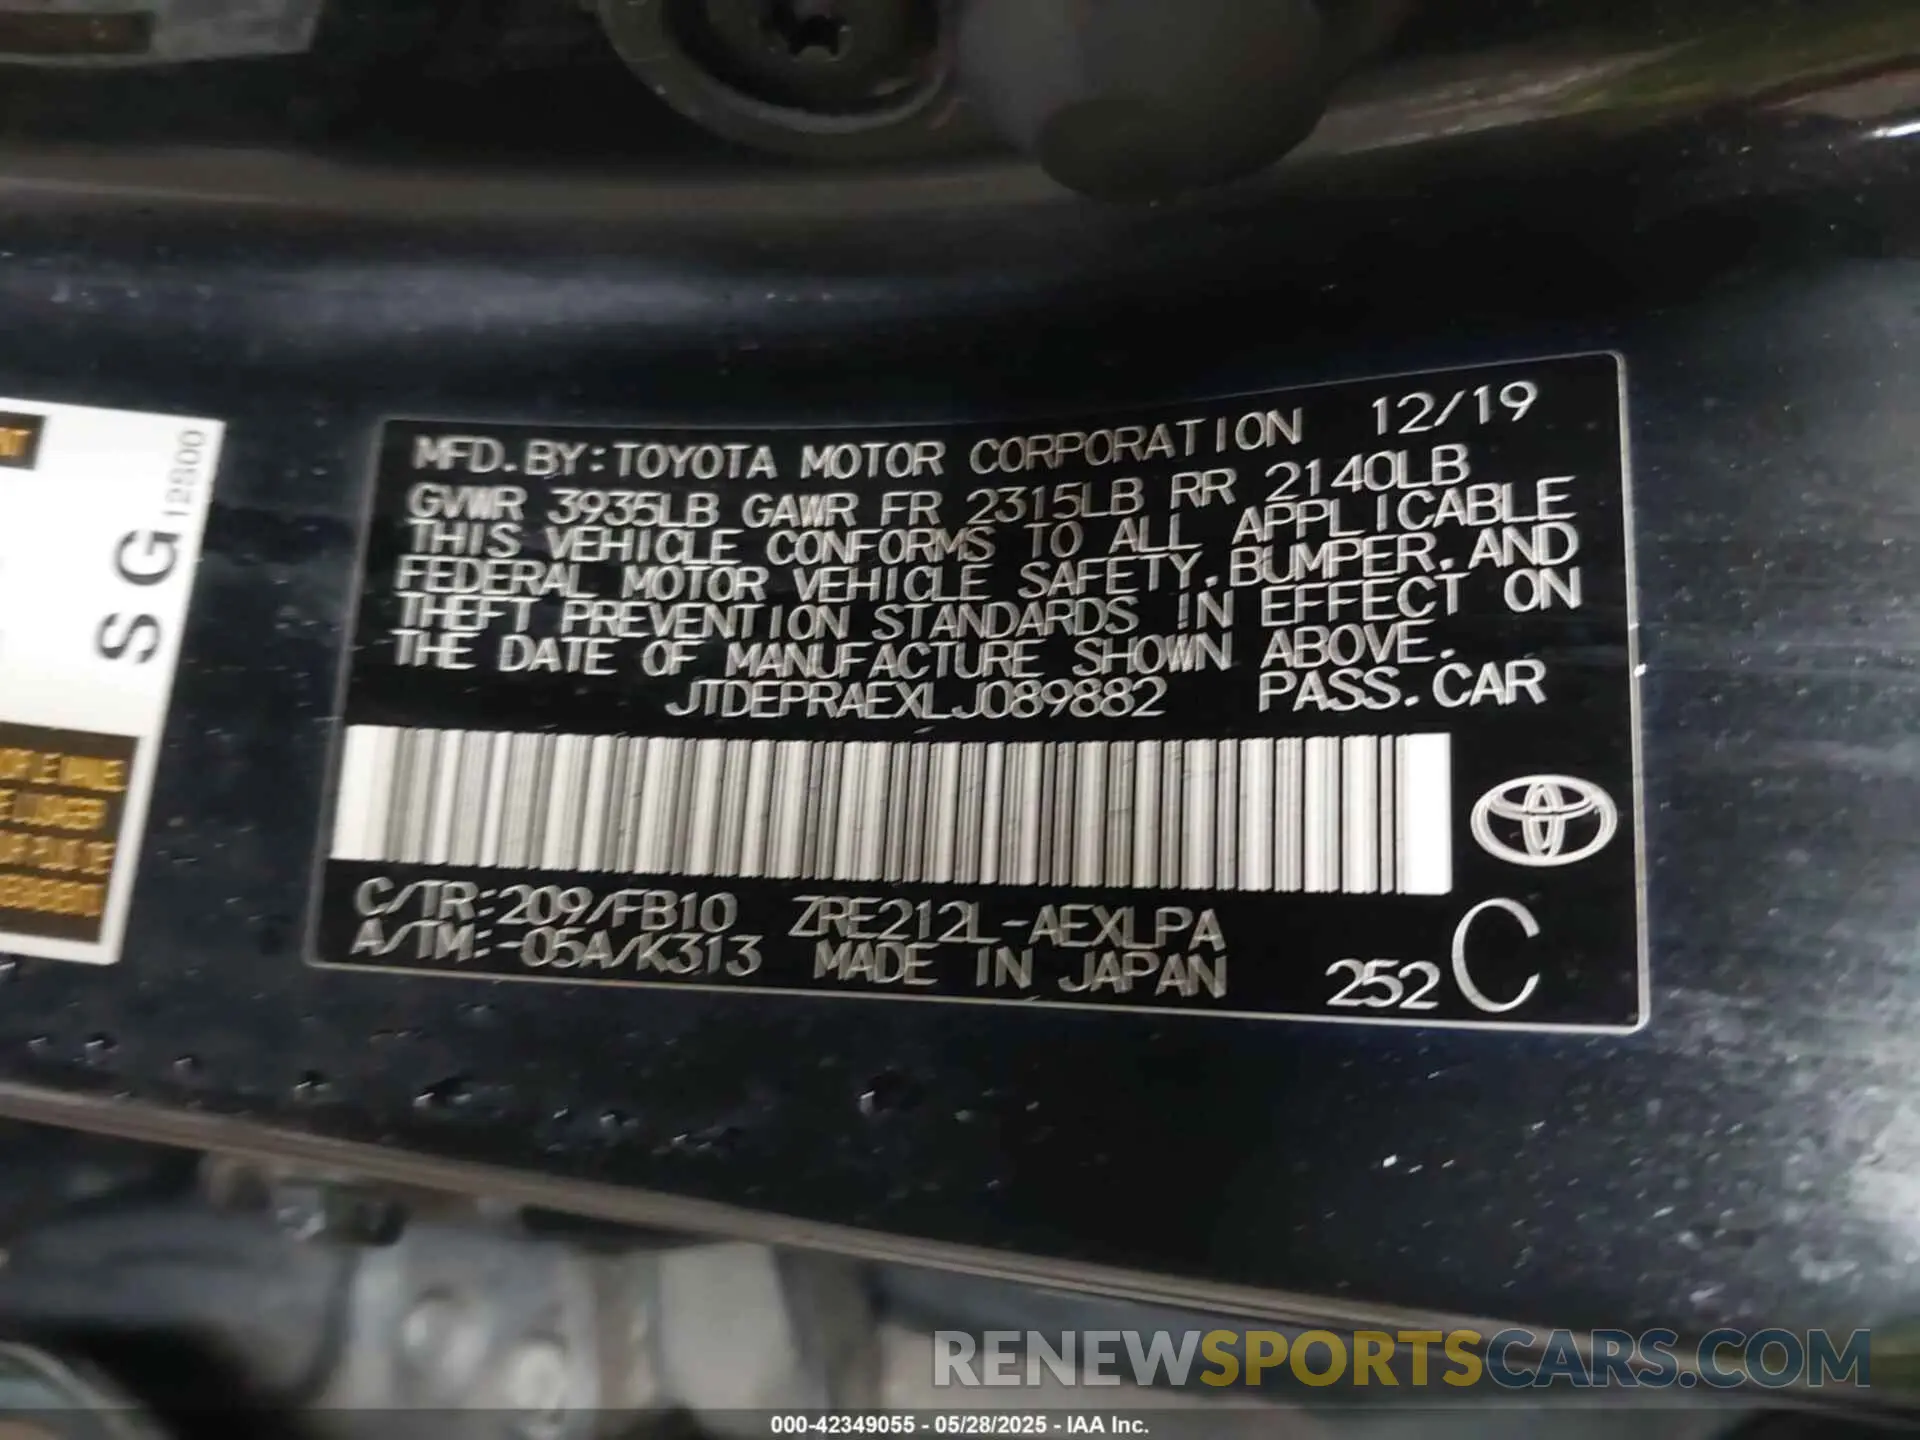 MFD.BY:TOYOTA MOTOR CORPORATION 12/19
GVWR 3935LB GAWR FR 2315LB RR 2140LB
THIS VEHICLE CONFORMS TO ALL APPLICABLE
FEDERAL MOTOR VEHICLE SAFETY, BUMPER, AND
THEFT PREVENTION STANDARDS IN EFFECT ON
THE DATE OF MANUFACTURE SHOWN ABOVE.
JTDEPRAEXLJ089882 PASS.CAR
C/TR:209/FB10 ZRE212L-AEXLPA
A/TM:-05A/K313 MADE IN JAPAN
252 C
SG
RENEWSPORTSCARS.COM
000-42349055 - 05/28/2025 - IAA Inc.